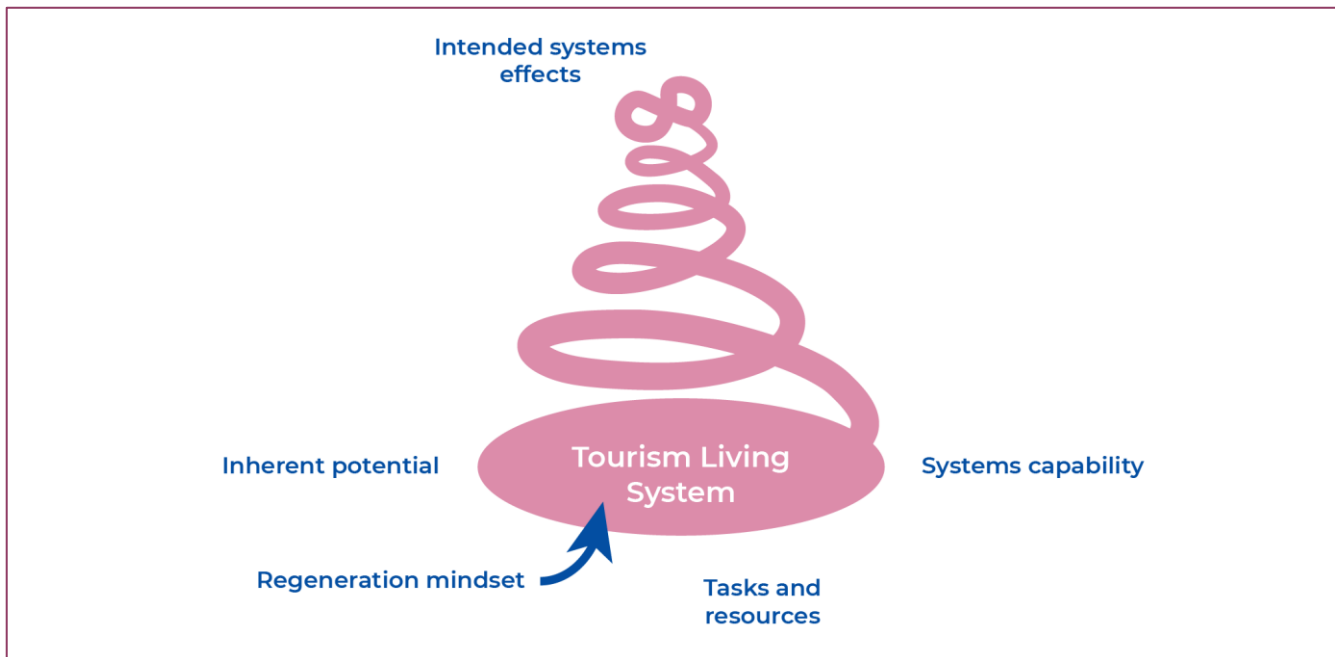 Intended systems
effects
Inherent potential
Tourism Living
System
Systems capability
Regeneration mindset
Tasks and
resources